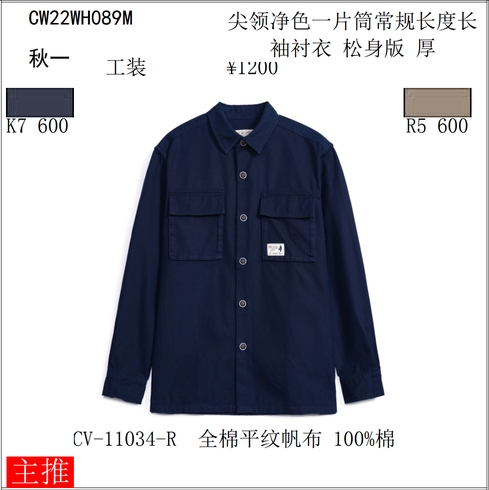 CW22WH089M
尖领净色一片筒常规长度长
袖衬衣 松身版 厚
秋一
工装
¥1200
K7 600
R5 600
CV-11034-R 全棉平纹帆布 100%棉
主推